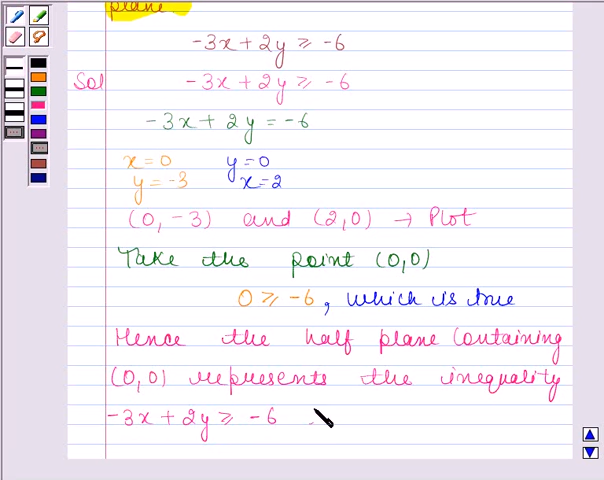 plane
-3x + 2y ≥ -6
Sol -3x + 2y ≥ -6
-3x + 2y = -6
x=0 y=0
y=-3 x=2
(0,-3) and (2,0) → Plot
Take the point (0,0)
0 ≥ -6, which is true
Hence the half plane Containing
(0,0) represents the inequality
-3x + 2y ≥ -6